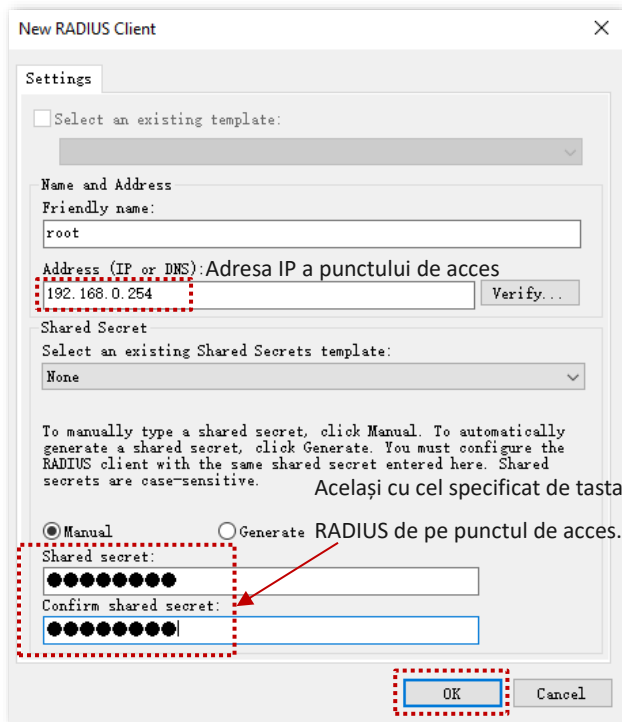 New RADIUS Client
Settings
Select an existing template:
Name and Address
Friendly name:
root
Address (IP or DNS): Adresa IP a punctului de acces
192.168.0.254
Verify...
Shared Secret
Select an existing Shared Secrets template:
None
To manually type a shared secret, click Manual. To automatically
generate a shared secret, click Generate. You must configure the
RADIUS client with the same shared secret entered here. Shared
secrets are case-sensitive.
Același cu cel specificat de tasta
Manual Generate RADIUS de pe punctul de acces.
Shared secret:
●●●●●●●●
Confirm shared secret:
●●●●●●●●
OK Cancel